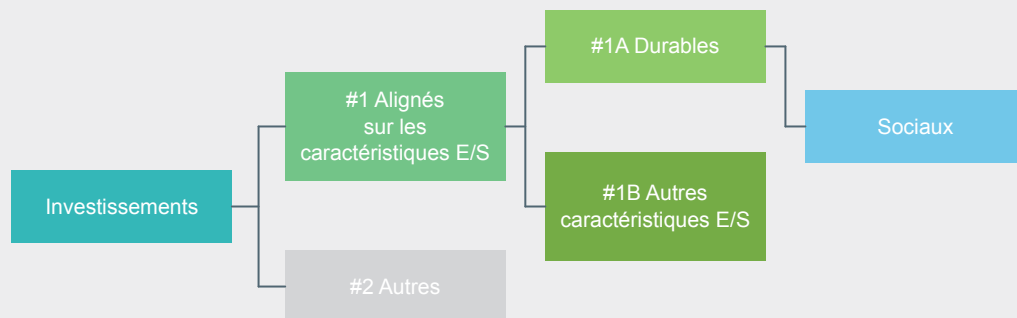 Investissements
#1 Alignés
sur les
caractéristiques E/S
#2 Autres
#1A Durables
#1B Autres
caractéristiques E/S
Sociaux